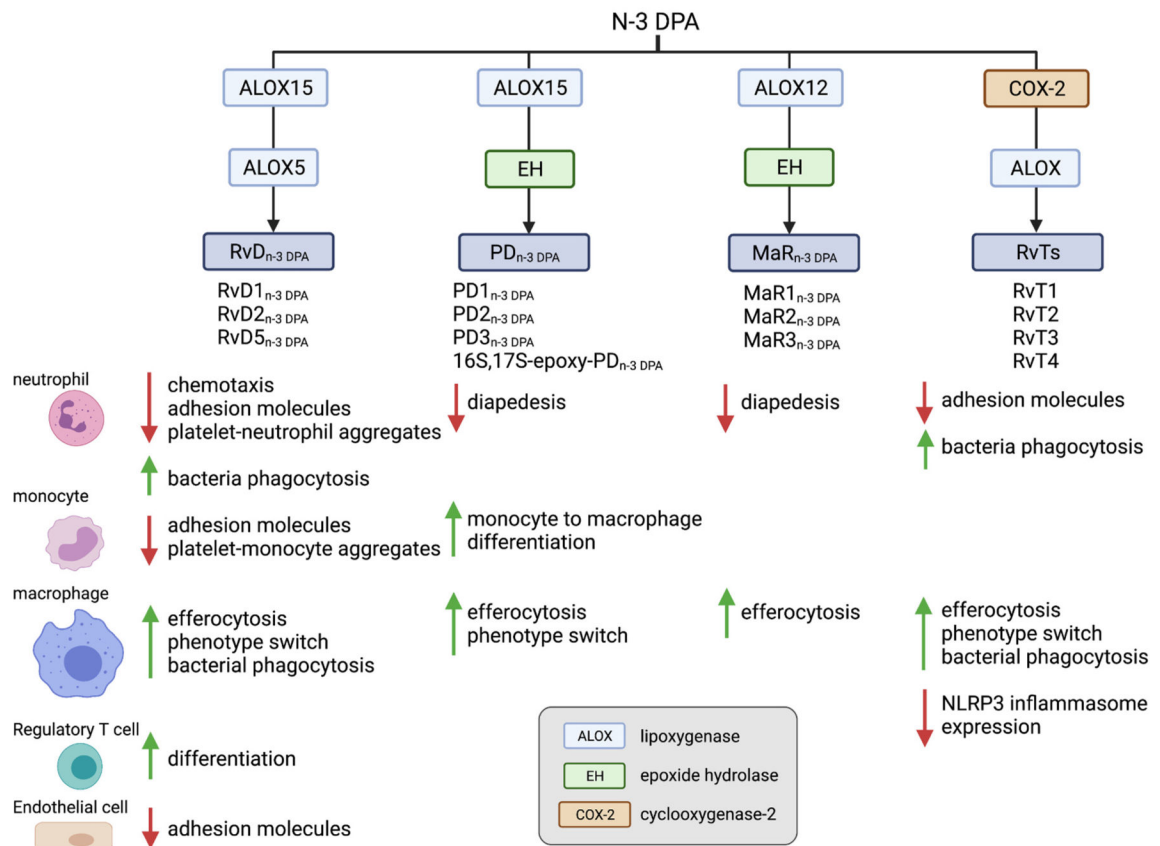 N-3 DPA
ALOX15
ALOX15
ALOX12
COX-2
ALOX5
EH
EH
ALOX
RvDn-3 DPA
PDn-3 DPA
MaRn-3 DPA
RvTs
RvD1n-3 DPA
RvD2n-3 DPA
RvD5n-3 DPA
PD1n-3 DPA
PD2n-3 DPA
PD3n-3 DPA
16S,17S-epoxy-PDn-3 DPA
MaR1n-3 DPA
MaR2n-3 DPA
MaR3n-3 DPA
RvT1
RvT2
RvT3
RvT4
neutrophil
chemotaxis
adhesion molecules
platelet-neutrophil aggregates
bacteria phagocytosis
diapedesis
diapedesis
adhesion molecules
bacteria phagocytosis
monocyte
adhesion molecules
platelet-monocyte aggregates
monocyte to macrophage
differentiation
macrophage
efferocytosis
phenotype switch
bacterial phagocytosis
efferocytosis
phenotype switch
efferocytosis
efferocytosis
phenotype switch
bacterial phagocytosis
NLRP3 inflammasome
expression
Regulatory T cell
differentiation
Endothelial cell
adhesion molecules
ALOX lipoxygenase
EH epoxide hydrolase
COX-2 cyclooxygenase-2